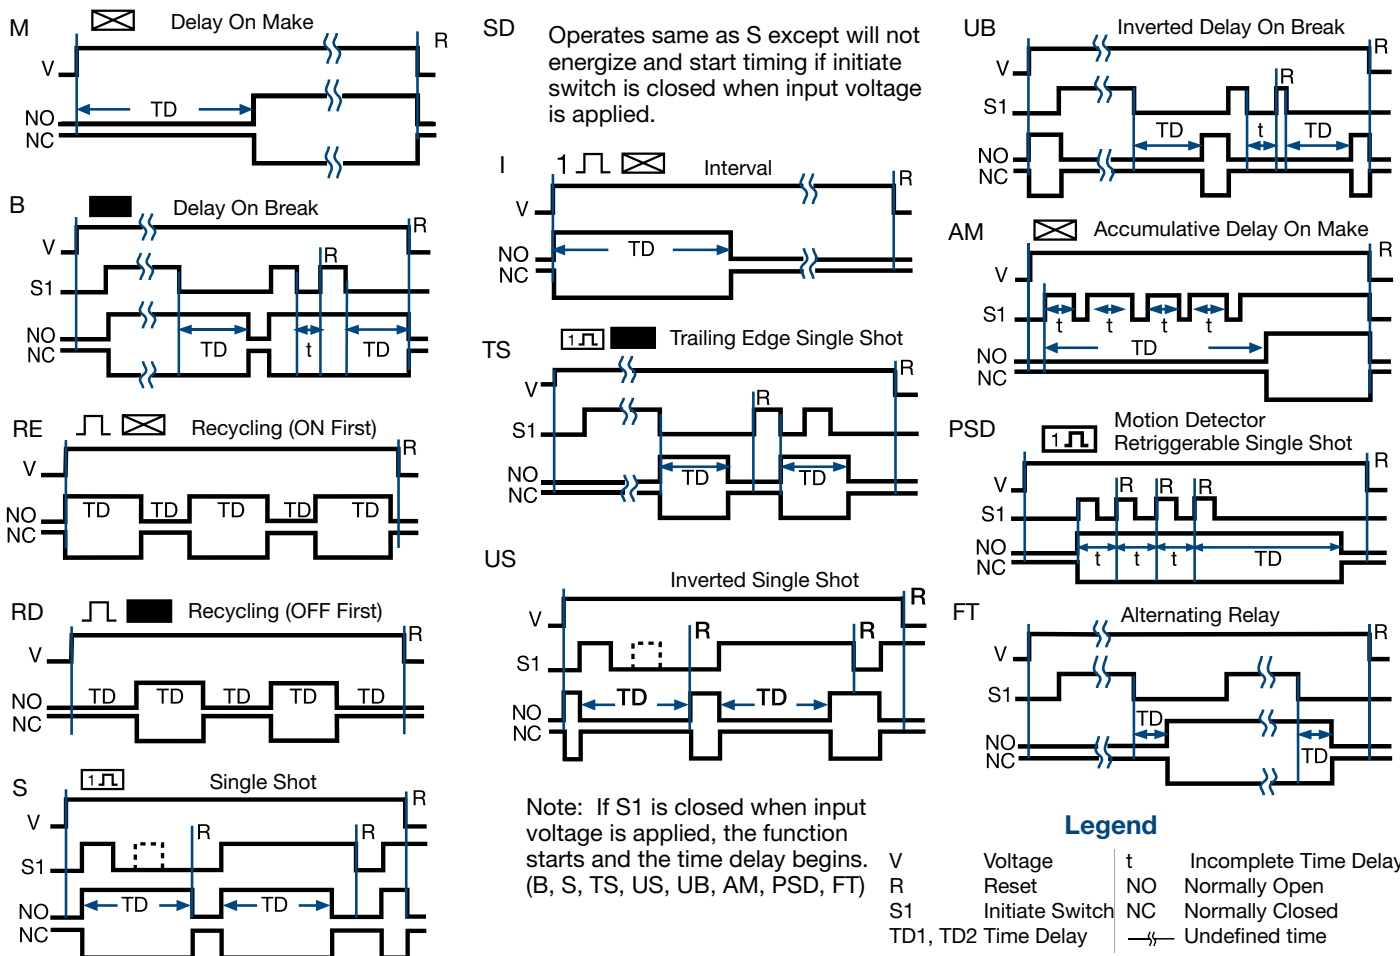 M Delay On Make
R
V
TD
NO
NC
B Delay On Break
R
V
R
S1
NO
NC
TD t TD
RE Recycling (ON First)
R
V
TD TD TD TD TD
NO
NC
RD Recycling (OFF First)
R
V
TD TD TD TD TD
NO
NC
S 1 Single Shot
R
V
R R
S1
TD TD
NO
NC
SD Operates same as S except will not
energize and start timing if initiate
switch is closed when input voltage
is applied.
I 1 Interval
R
V
TD
NO
NC
TS 1 Trailing Edge Single Shot
R
V
R
S1
NO
NC
TD TD
US Inverted Single Shot
R
V
R R
S1
TD TD
NO
NC
Note: If S1 is closed when input
voltage is applied, the function
starts and the time delay begins.
(B, S, TS, US, UB, AM, PSD, FT)
UB Inverted Delay On Break
R
V
R
S1
TD t TD
NO
NC
AM Accumulative Delay On Make
R
V
S1
t t t t
TD
NO
NC
PSD 1 Motion Detector
Retriggerable Single Shot
R
V
R R R
S1
NO
NC
t t t TD
FT Alternating Relay
R
V
S1
TD
NO
NC
TD
Legend
V Voltage
R Reset
S1 Initiate Switch
TD1, TD2 Time Delay
t Incomplete Time Delay
NO Normally Open
NC Normally Closed
Undefined time